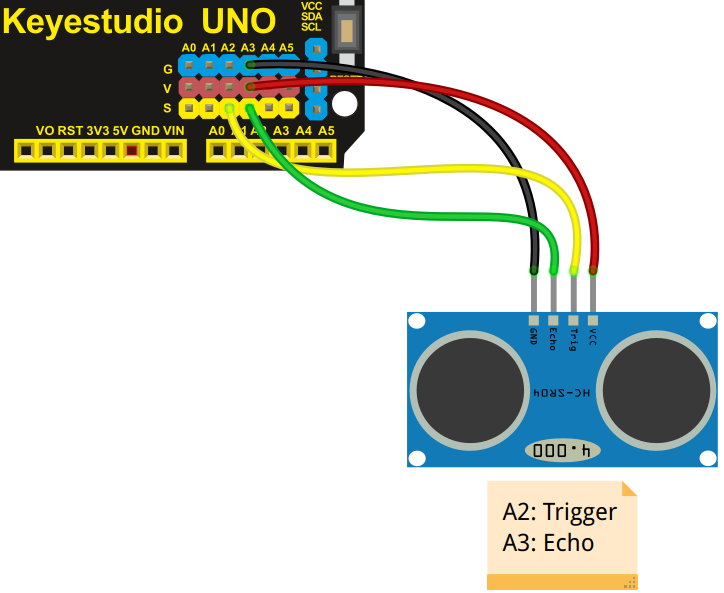 Keyestudio UNO
VCC
SDA
SCL
A0 A1 A2 A3 A4 A5
G
V
S
VO RST 3V3 5V GND VIN
A0 A1 A2 A3 A4 A5
GND Echo Trig VCC
HC-SR04
4.000
A2: Trigger
A3: Echo